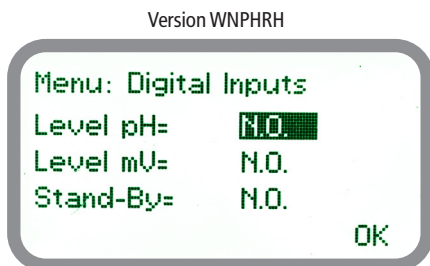 Version WNPHRH
Menu: Digital Inputs
Level pH= N.O.
Level mV= N.O.
Stand-By= N.O.
OK